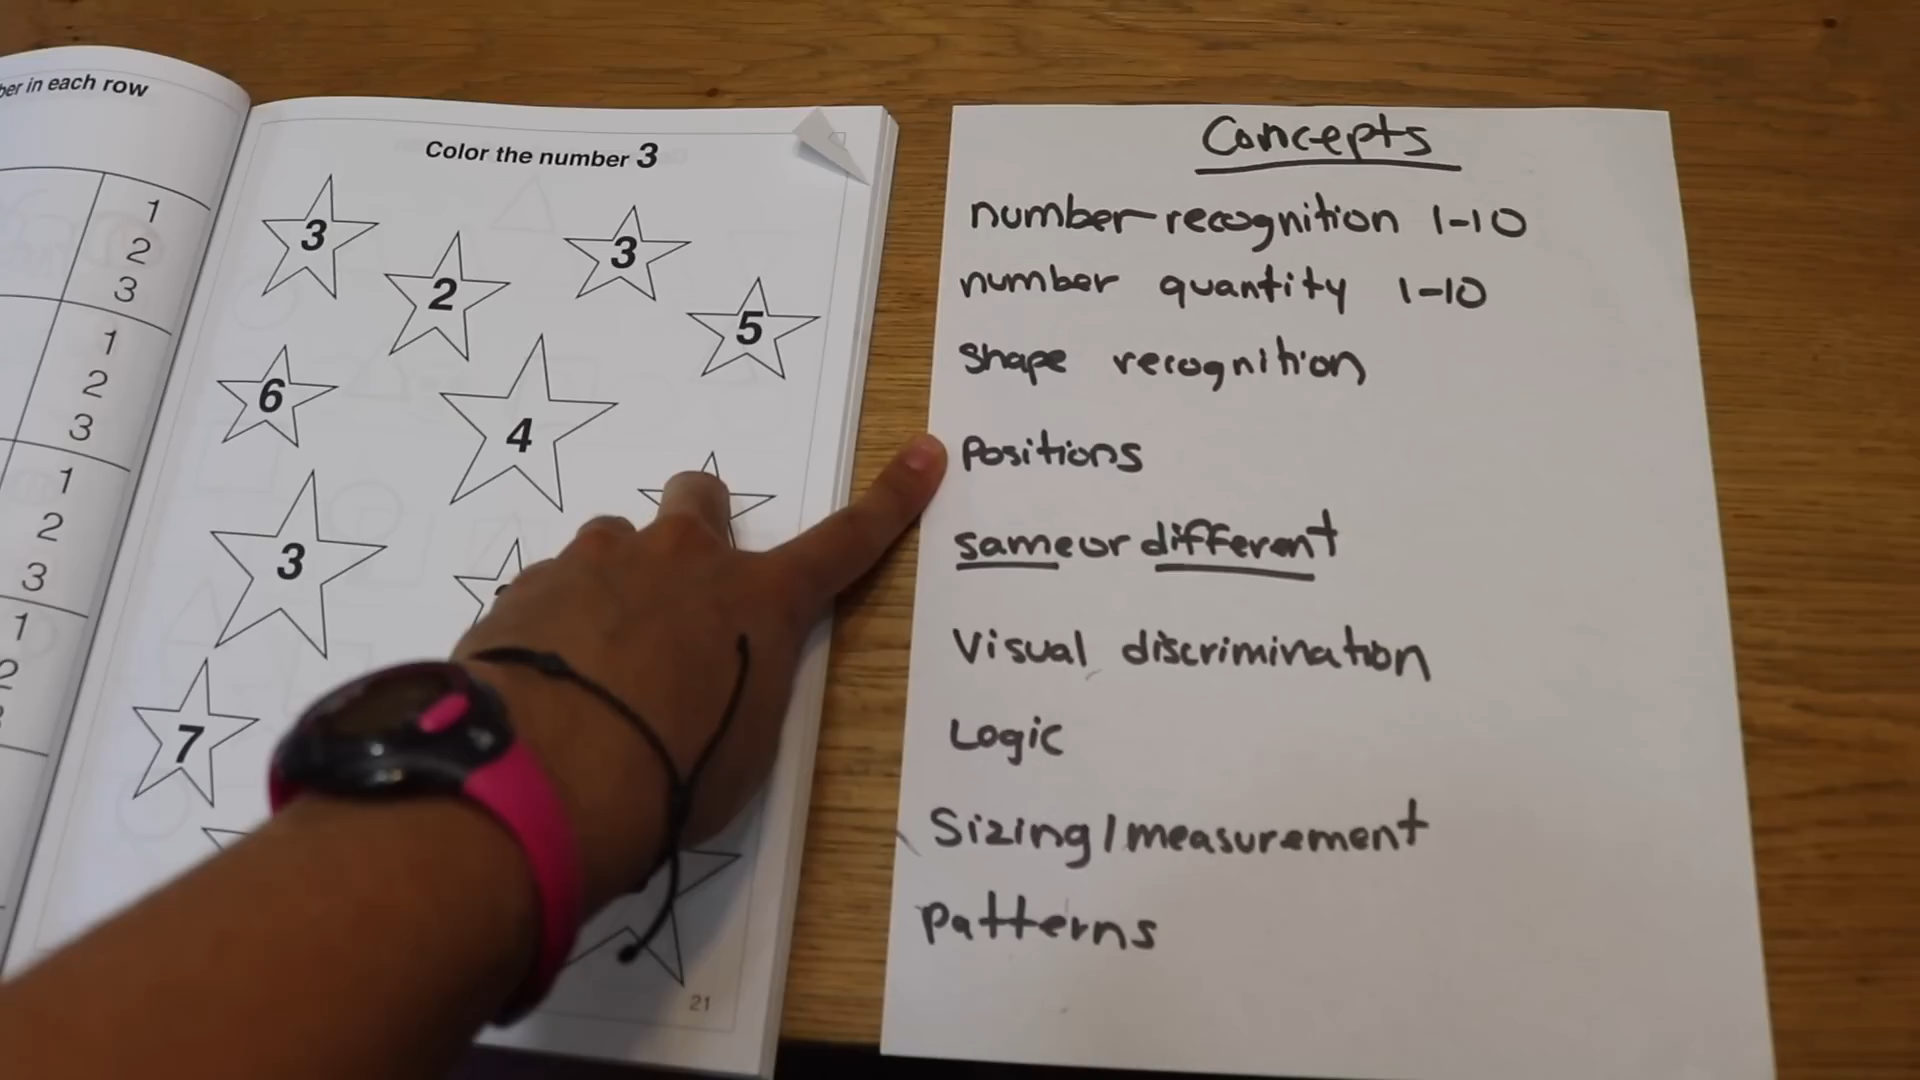 ber in each row
1
2
3
1
2
3
1
2
3
1
2
Color the number 3
3
3
2
5
6
4
3
7
21
Concepts
number recognition 1-10
number quantity 1-10
shape recognition
Positions
same or different
Visual discrimination
Logic
Sizing/measurement
patterns